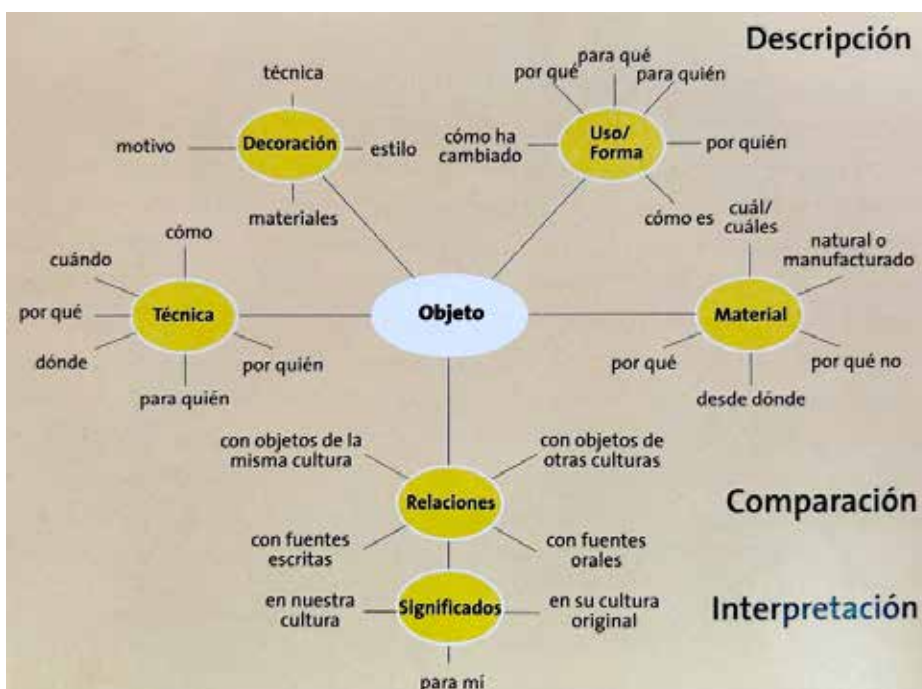 Descripción
técnica
motivo
Decoración
estilo
materiales
por qué
para qué
para quién
cómo ha
cambiado
Uso/
Forma
por quién
cómo es
cuándo
cómo
por qué
Técnica
dónde
por quién
para quién
Objeto
cuál/
cuáles
natural o
manufacturado
Material
por qué
por qué no
desde dónde
con objetos de la
misma cultura
con objetos de
otras culturas
Relaciones
Comparación
con fuentes
escritas
con fuentes
orales
en nuestra
cultura
Significados
en su cultura
original
Interpretación
para mí